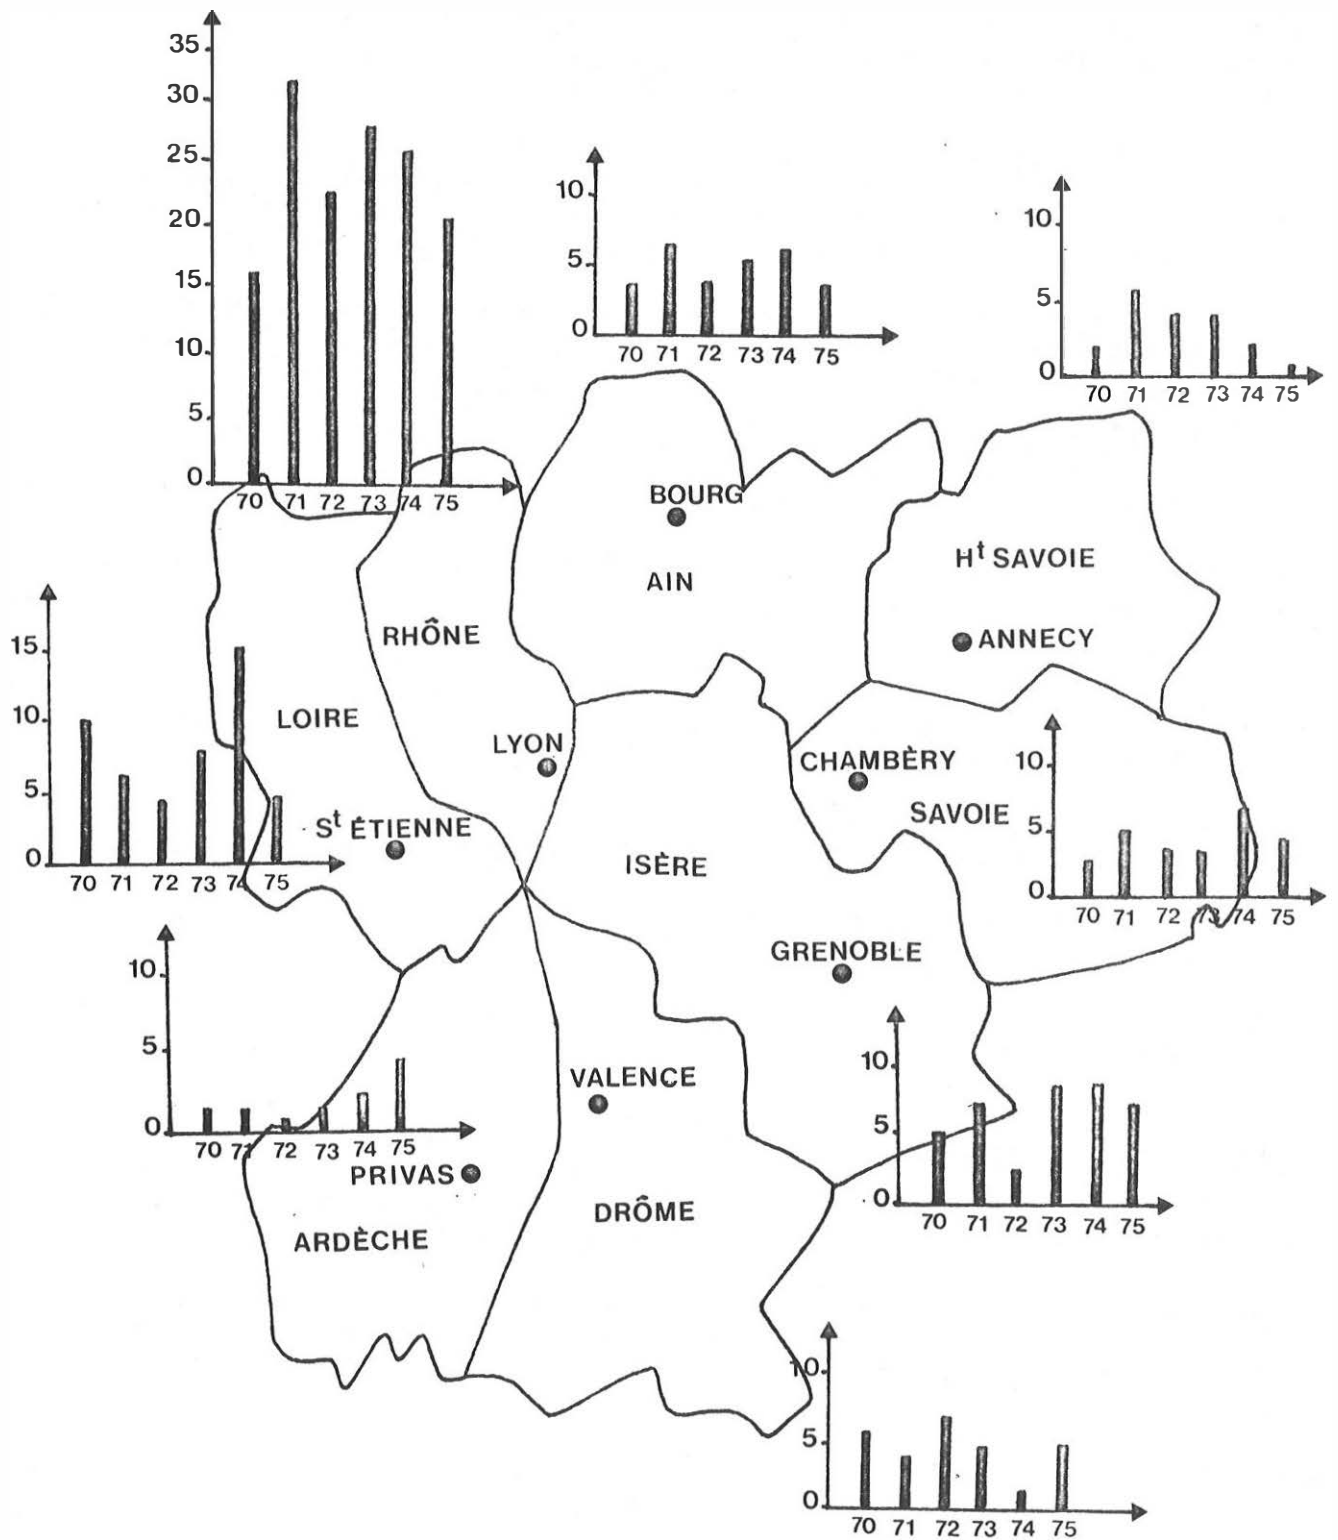 35
30
25
20
15
10
5
0
70 71 72 73 74 75
10
5
0
70 71 72 73 74 75
10
5
0
70 71 72 73 74 75
BOURG
AIN
Hᵗ SAVOIE
ANNECY
RHÔNE
LOIRE
LYON
Sᵗ ÉTIENNE
15
10
5
0
70 71 72 73 74 75
CHAMBÈRY
SAVOIE
10
5
0
70 71 72 73 74 75
ISÈRE
GRENOBLE
10
5
0
70 71 72 73 74 75
PRIVAS
ARDÈCHE
VALENCE
DRÔME
10
5
0
70 71 72 73 74 75
10
5
0
70 71 72 73 74 75